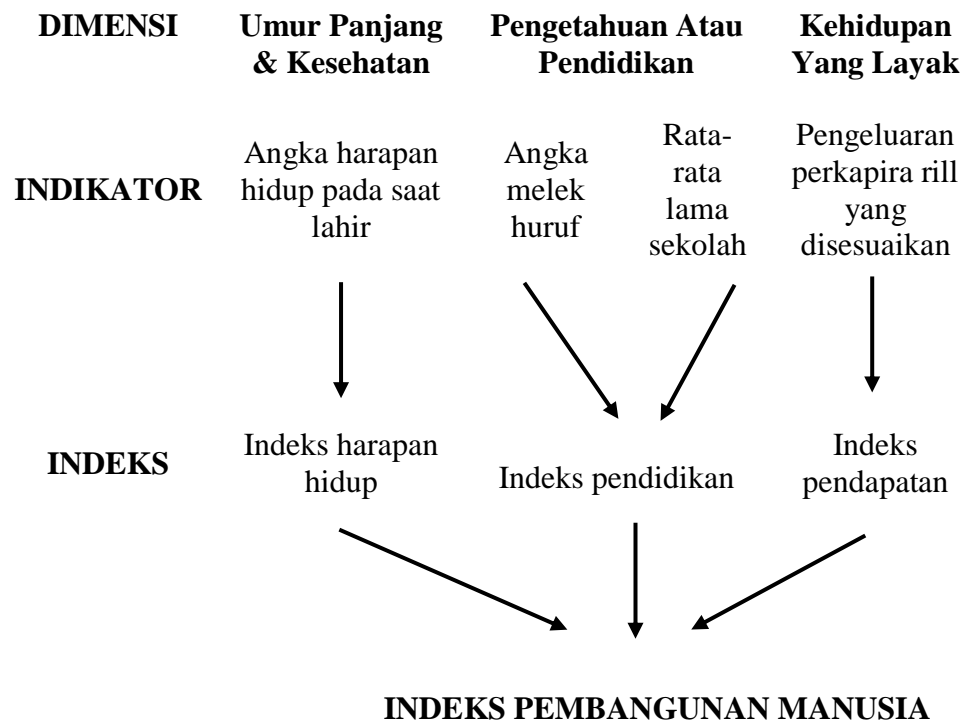 DIMENSI
Umur Panjang
& Kesehatan
Pengetahuan Atau
Pendidikan
Kehidupan
Yang Layak
INDIKATOR
Angka harapan
hidup pada saat
lahir
Angka
melek
huruf
Rata-
rata
lama
sekolah
Pengeluaran
perkapira rill
yang
disesuaikan
INDEKS
Indeks harapan
hidup
Indeks pendidikan
Indeks
pendapatan
INDEKS PEMBANGUNAN MANUSIA